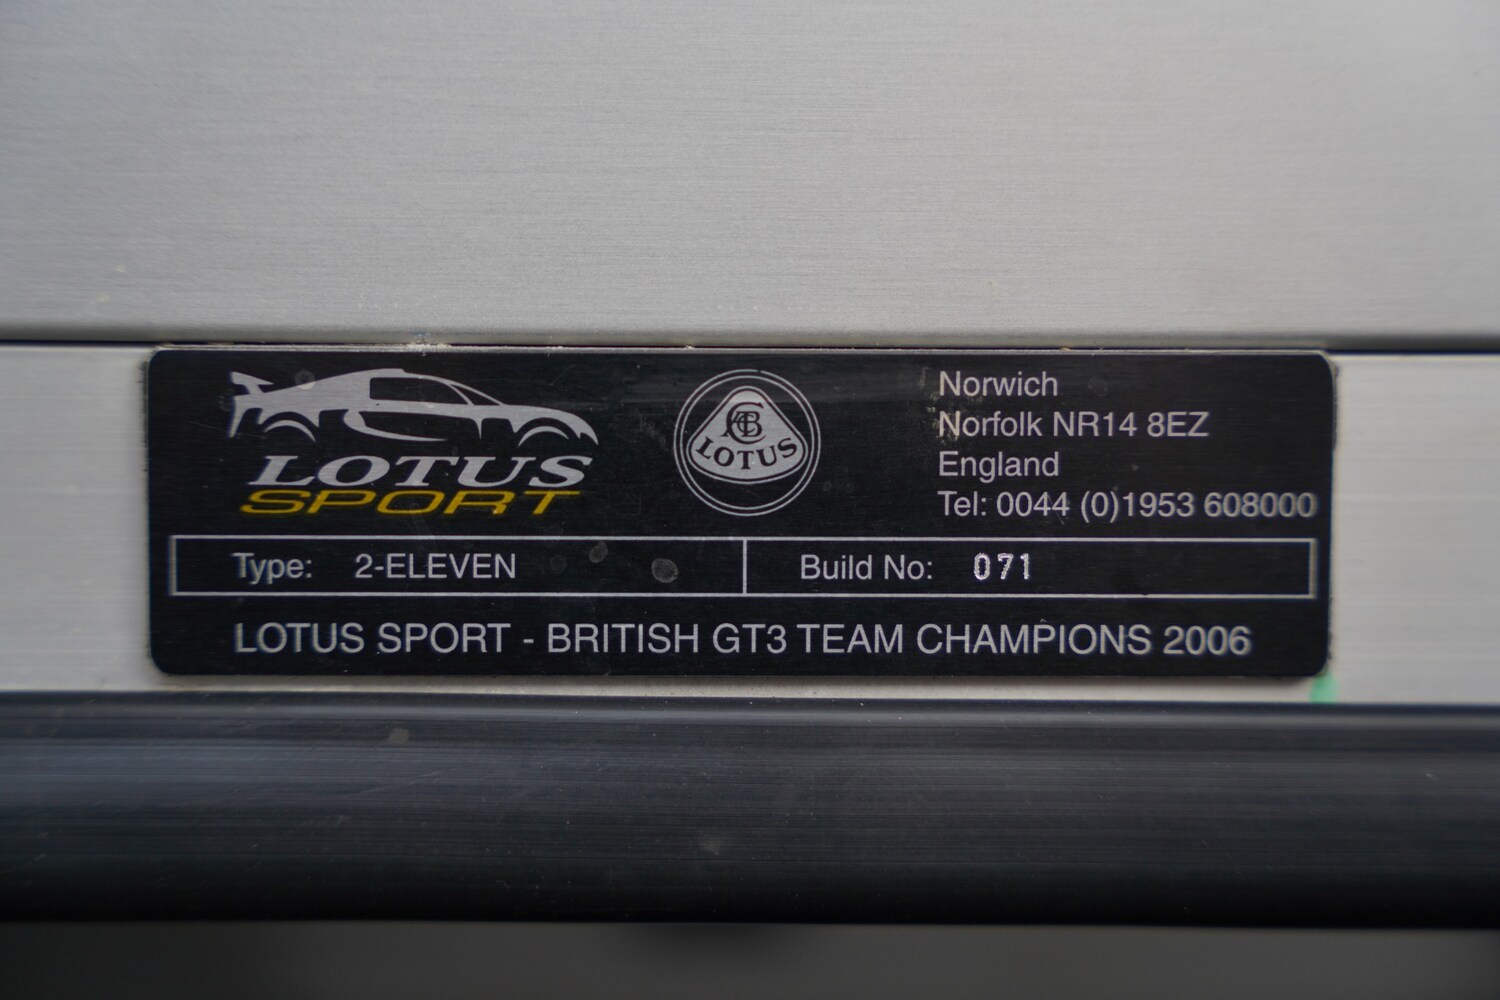 LOTUS
SPORT
ACBC
LOTUS
Norwich
Norfolk NR14 8EZ
England
Tel: 0044 (0)1953 608000
Type: 2-ELEVEN
Build No: 071
LOTUS SPORT - BRITISH GT3 TEAM CHAMPIONS 2006